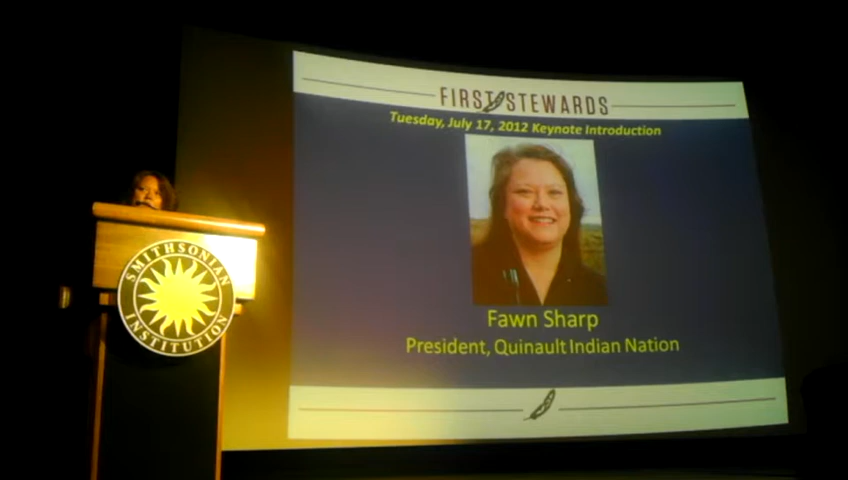 FIRST STEWARDS
Tuesday, July 17, 2012 Keynote Introduction
Fawn Sharp
President, Quinault Indian Nation
SMITHSONIAN
INSTITUTION